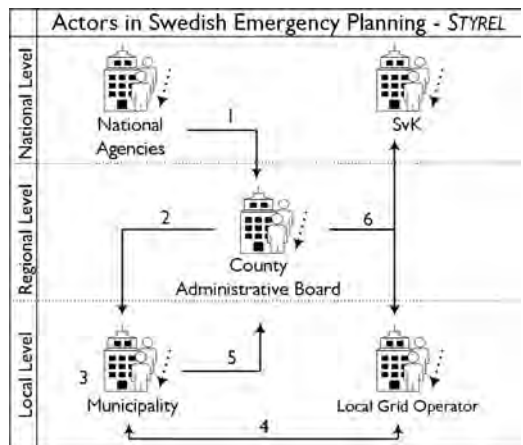 Actors in Swedish Emergency Planning - STYREL
National Level
National
Agencies
1
SvK
Regional Level
2
County
Administrative Board
6
Local Level
3
Municipality
5
Local Grid Operator
4